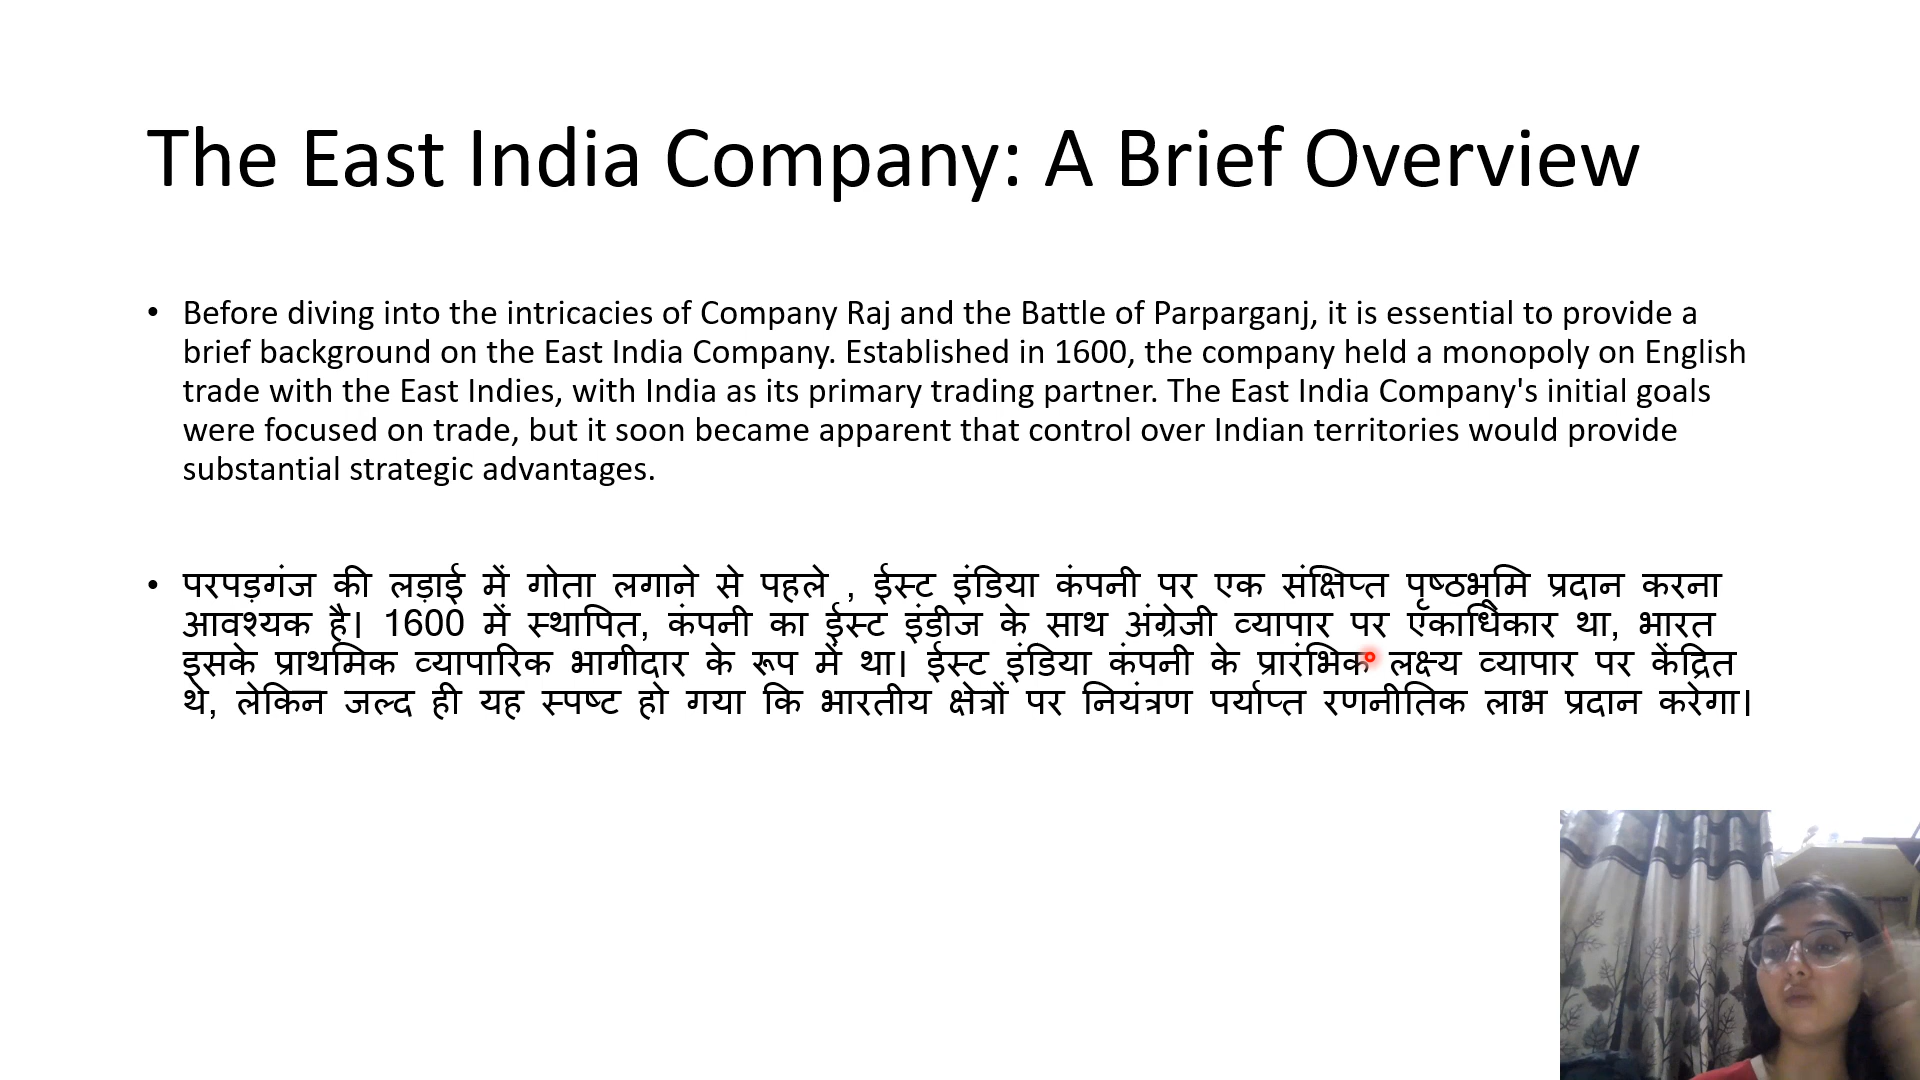 The East India Company: A Brief Overview
• Before diving into the intricacies of Company Raj and the Battle of Parparganj, it is essential to provide a
brief background on the East India Company. Established in 1600, the company held a monopoly on English
trade with the East Indies, with India as its primary trading partner. The East India Company's initial goals
were focused on trade, but it soon became apparent that control over Indian territories would provide
substantial strategic advantages.
• परपड़गंज की लड़ाई में गोता लगाने से पहले , ईस्ट इंडिया कंपनी पर एक संक्षिप्त पृष्ठभूमि प्रदान करना
आवश्यक है। 1600 में स्थापित, कंपनी का ईस्ट इंडीज के साथ अंग्रेजी व्यापार पर एकाधिकार था, भारत
इसके प्राथमिक व्यापारिक भागीदार के रूप में था। ईस्ट इंडिया कंपनी के प्रारंभिक लक्ष्य व्यापार पर केंद्रित
थे, लेकिन जल्द ही यह स्पष्ट हो गया कि भारतीय क्षेत्रों पर नियंत्रण पर्याप्त रणनीतिक लाभ प्रदान करेगा।